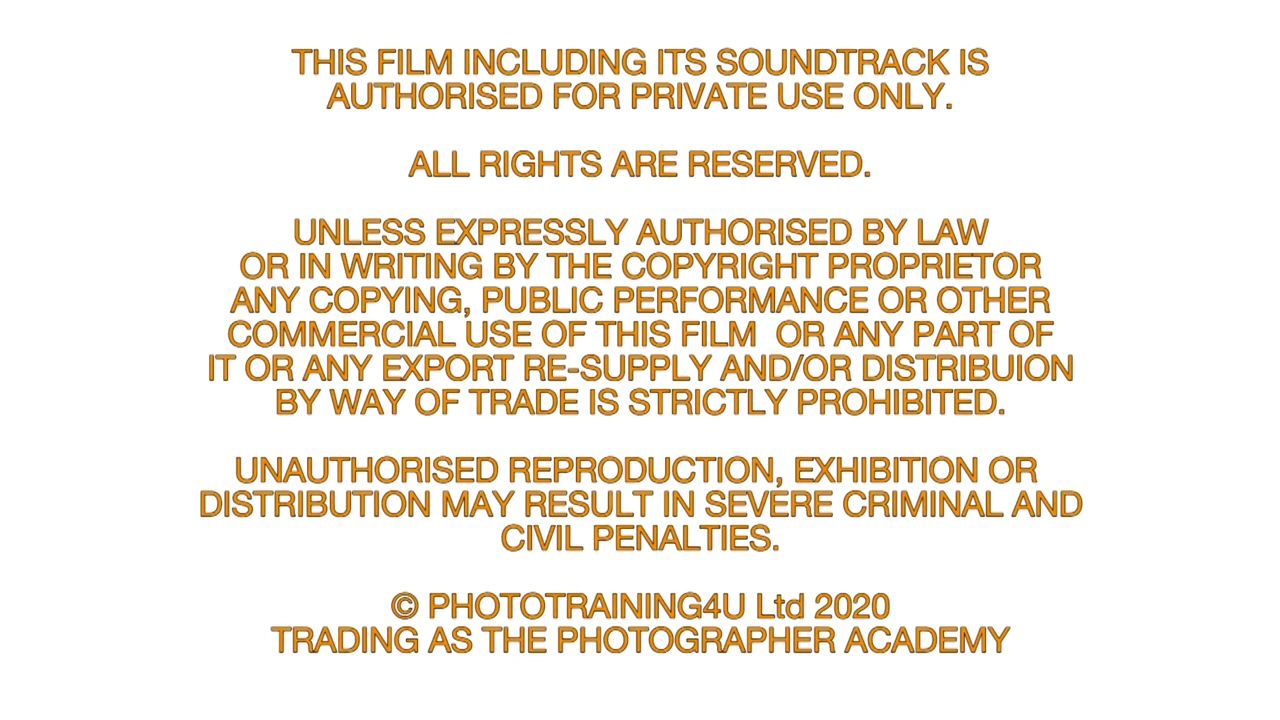 THIS FILM INCLUDING ITS SOUNDTRACK IS
AUTHORISED FOR PRIVATE USE ONLY.
ALL RIGHTS ARE RESERVED.
UNLESS EXPRESSLY AUTHORISED BY LAW
OR IN WRITING BY THE COPYRIGHT PROPRIETOR
ANY COPYING, PUBLIC PERFORMANCE OR OTHER
COMMERCIAL USE OF THIS FILM  OR ANY PART OF
IT OR ANY EXPORT RE-SUPPLY AND/OR DISTRIBUION
BY WAY OF TRADE IS STRICTLY PROHIBITED.
UNAUTHORISED REPRODUCTION, EXHIBITION OR
DISTRIBUTION MAY RESULT IN SEVERE CRIMINAL AND
CIVIL PENALTIES.
© PHOTOTRAINING4U Ltd 2020
TRADING AS THE PHOTOGRAPHER ACADEMY